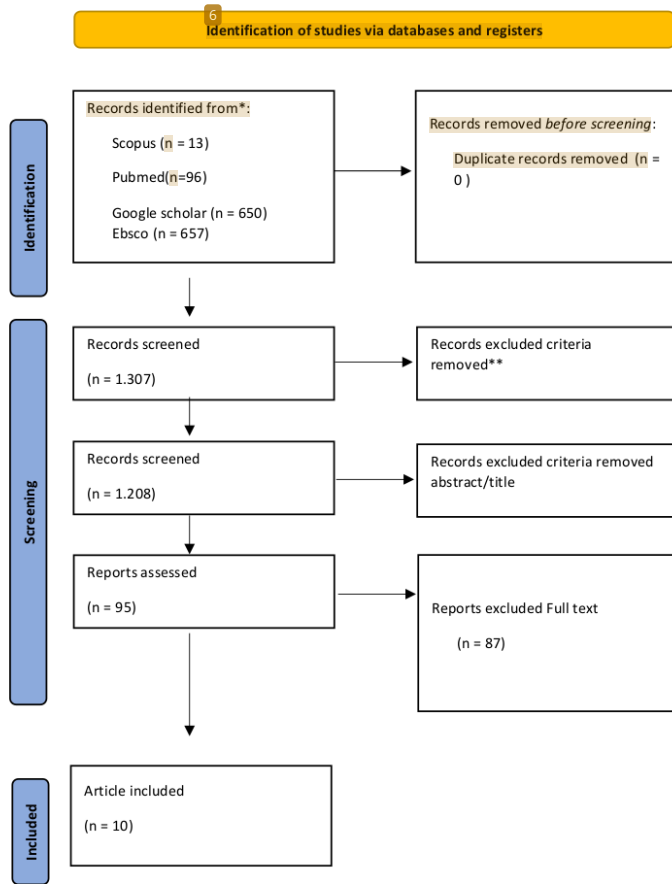 6
Identification of studies via databases and registers
Identification
Records identified from*:
Scopus (n = 13)
Pubmed(n=96)
Google scholar (n = 650)
Ebsco (n = 657)
Records removed before screening:
Duplicate records removed (n =
0 )
Screening
Records screened
(n = 1.307)
Records excluded criteria
removed**
Records screened
(n = 1.208)
Records excluded criteria removed
abstract/title
Reports assessed
(n = 95)
Reports excluded Full text
(n = 87)
Included
Article included
(n = 10)